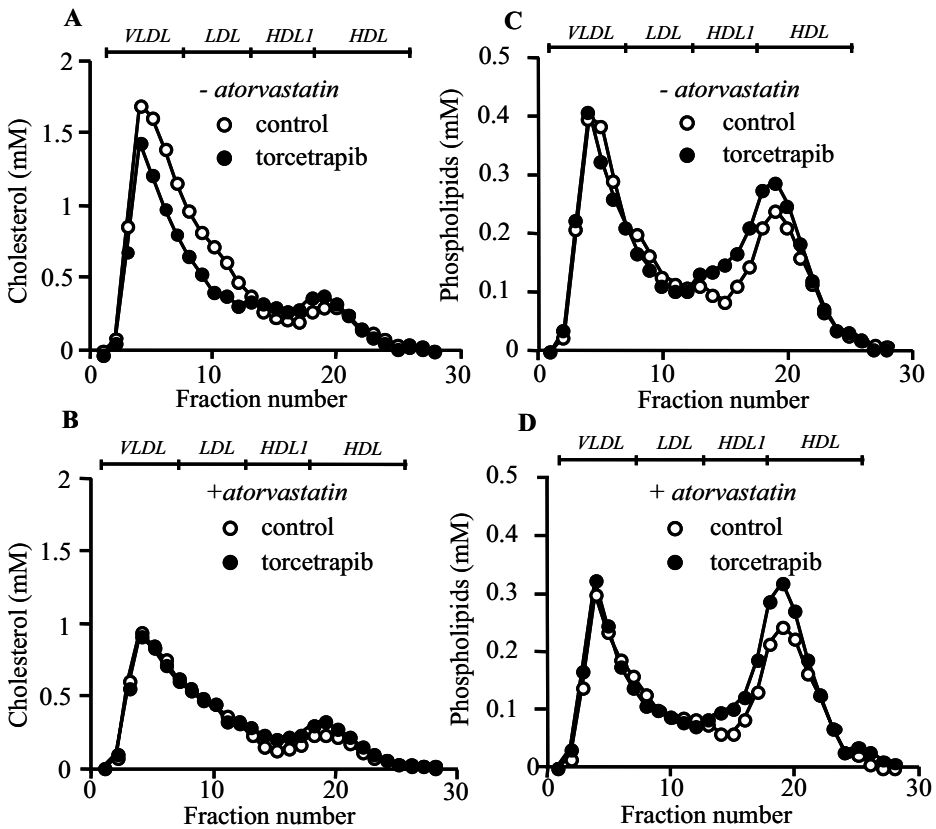 A
VLDL LDL HDL1 HDL
2
1.5
1
0.5
0
Cholesterol (mM)
- atorvastatin
control
torcetrapib
0 10 20 30
Fraction number
C
VLDL LDL HDL1 HDL
0.5
0.4
0.3
0.2
0.1
0
Phospholipids (mM)
- atorvastatin
control
torcetrapib
0 10 20 30
Fraction number
B
VLDL LDL HDL1 HDL
2
1.5
1
0.5
0
Cholesterol (mM)
+atorvastatin
control
torcetrapib
0 10 20 30
Fraction number
D
VLDL LDL HDL1 HDL
0.5
0.4
0.3
0.2
0.1
0
Phospholipids (mM)
+ atorvastatin
control
torcetrapib
0 10 20 30
Fraction number